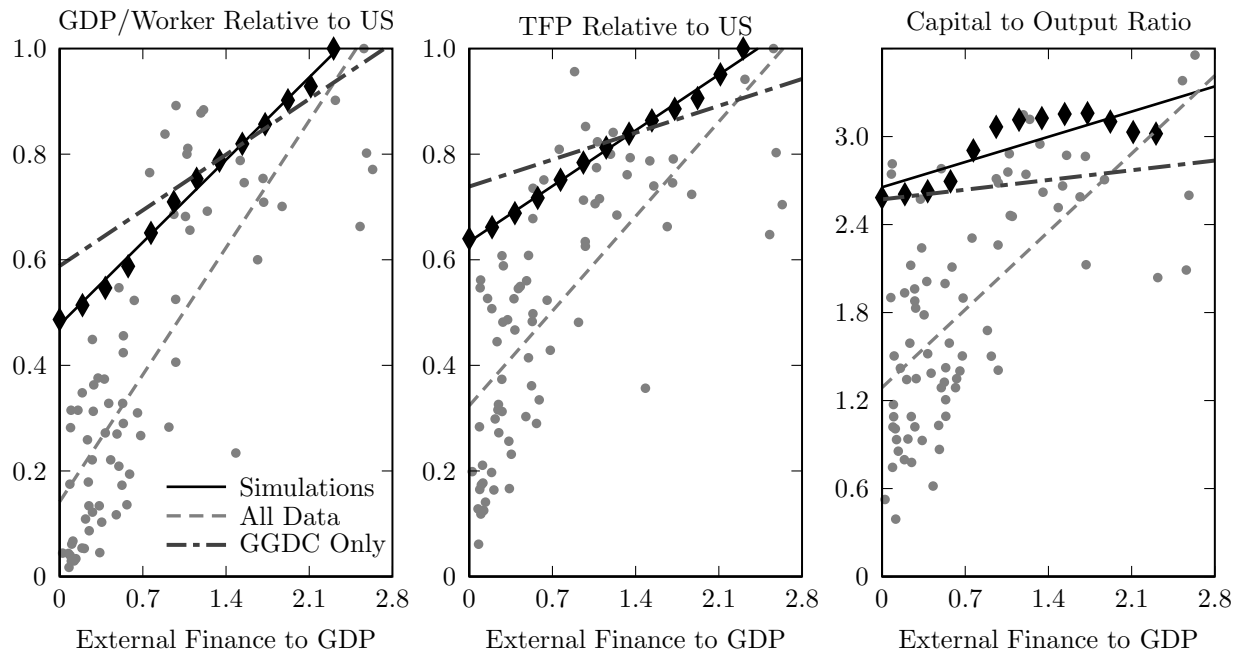 GDP/Worker Relative to US
1.0
0.8
0.6
0.4
0.2
0
0 0.7 1.4 2.1 2.8
External Finance to GDP
Simulations
All Data
GGDC Only
TFP Relative to US
1.0
0.8
0.6
0.4
0.2
0
0 0.7 1.4 2.1 2.8
External Finance to GDP
Capital to Output Ratio
3.0
2.4
1.8
1.2
0.6
0
0 0.7 1.4 2.1 2.8
External Finance to GDP